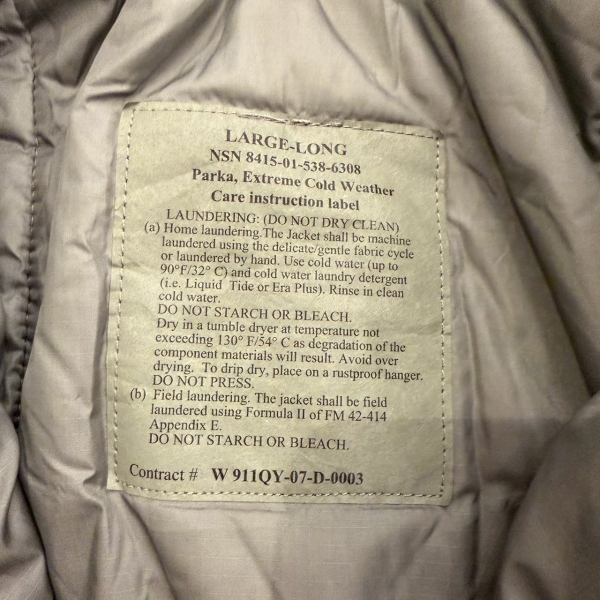 LARGE-LONG
NSN 8415-01-538-6308
Parka, Extreme Cold Weather
Care instruction label
LAUNDERING: (DO NOT DRY CLEAN)
(a) Home laundering.The Jacket shall be machine
laundered using the delicate/gentle fabric cycle
or laundered by hand. Use cold water (up to
90°F/32° C) and cold water laundry detergent
(i.e. Liquid Tide or Era Plus). Rinse in clean
cold water.
DO NOT STARCH OR BLEACH.
Dry in a tumble dryer at temperature not
exceeding 130° F/54° C as degradation of the
component materials will result. Avoid over
drying. To drip dry, place on a rustproof hanger.
DO NOT PRESS.
(b) Field laundering. The jacket shall be field
laundered using Formula II of FM 42-414
Appendix E.
DO NOT STARCH OR BLEACH.
Contract # W 911QY-07-D-0003